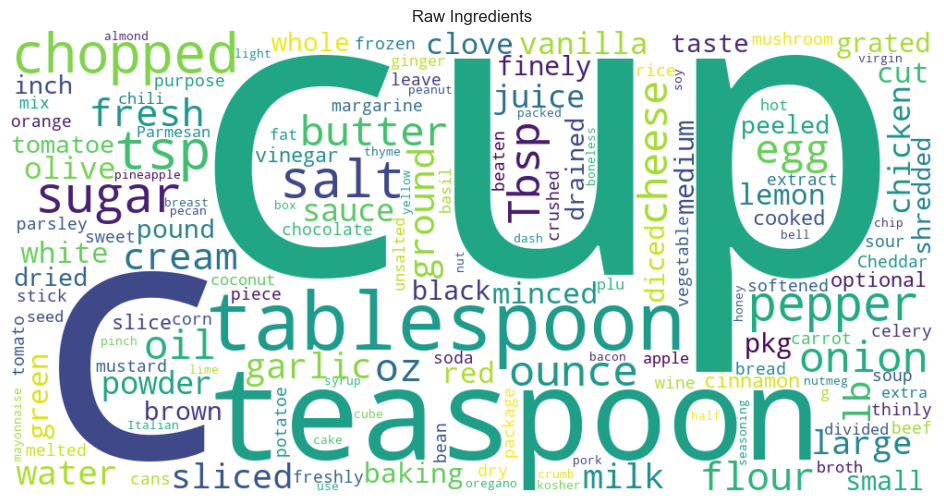 Raw Ingredients
cup
c
teaspoon
tablespoon
chopped
almond
light
whole
frozen
clove
vanilla
taste
mushroom
grated
virgin
inch
mix
chili
purpose
fresh
Parmesan
tsp
orange
tomatoe
olive
pineapple
sugar
breast
pecan
parsley
sweet
pound
white
cream
dried
coconut
stick
piece
seed
slice
corn
oil
pinch
mustard
lime
tomato
powder
green
brown
Italian
mayonnaise
melted
water
cans
sliced
ginger
leave
peanut
margarine
butter
fat
vinegar
thyme
salt
yellow
basil
box
sauce
chocolate
unsalted
ground
nut
black
minced
plu
garlic
oz
soda
red
ounce
bacon
apple
syrup
cube
cake
potatoe
freshly
use
baking
bean
dry
package
oregano
crumb
kosher
pork
milk
half
wine
cinnamon
bread
g
nutmeg
pkg
honey
finely
juice
packed
beaten
Tbsp
crushed
drained
boneless
dash
rice
soy
cheese
diced
medium
vegetable
hot
peeled
egg
extract
lemon
cooked
bell
cut
chicken
shredded
chip
sour
Cheddar
softened
optional
pepper
carrot
celery
onion
soup
lb
extra
thinly
divided
beef
large
broth
small
flour
seasoning